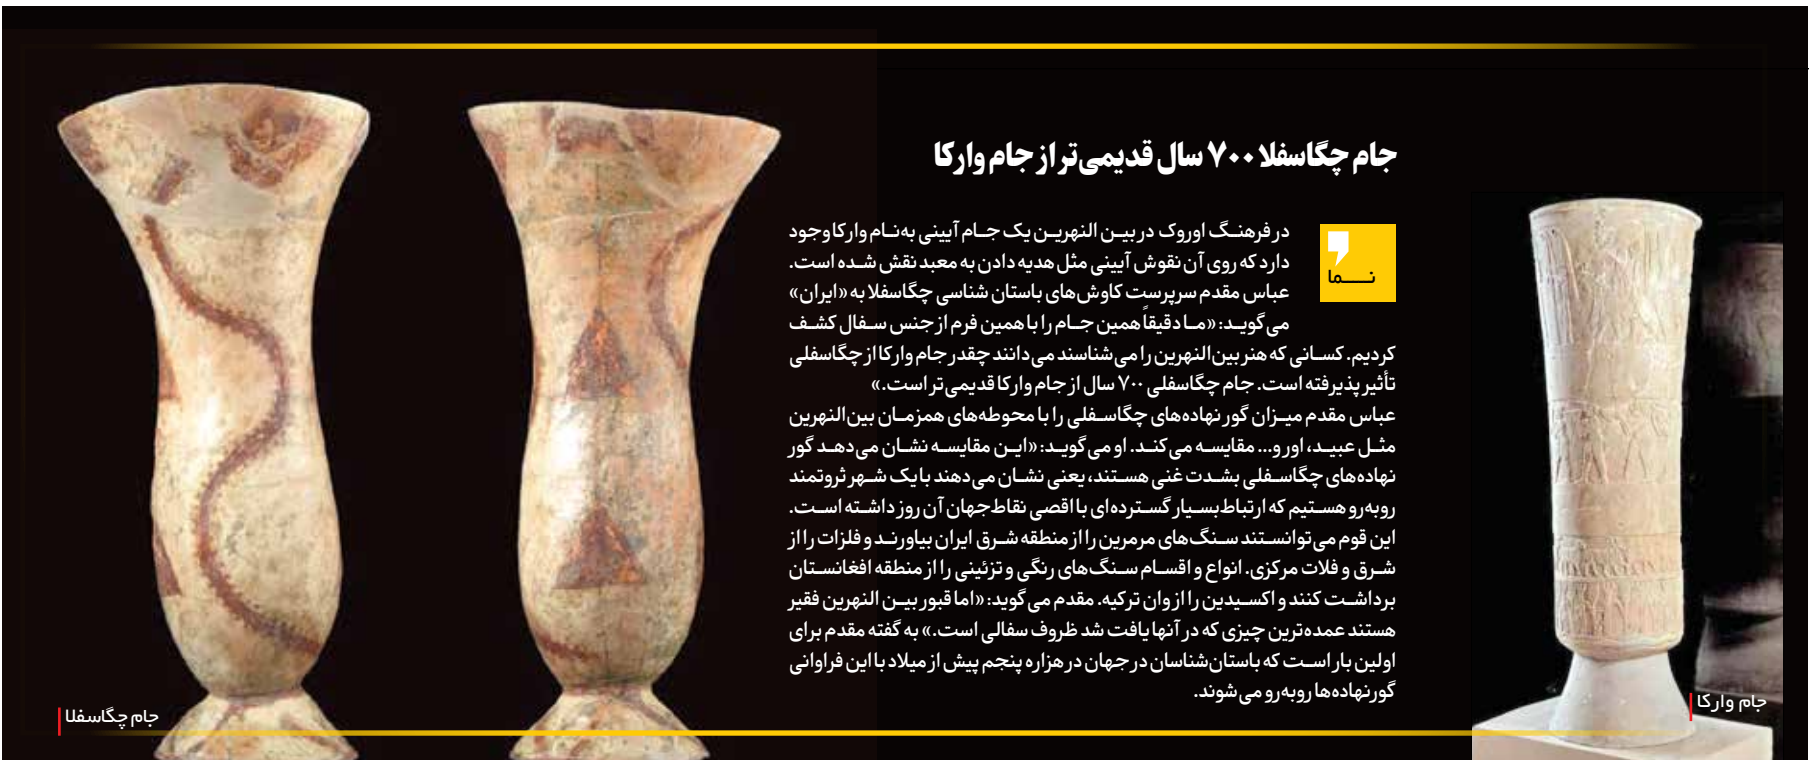 جام چگاسفلا ۷۰۰ سال قدیمی‌تر از جام وارکا
نما
در فرهنگ اوروک در بین النهرین یک جام آیینی به‌نام وارکا وجود
دارد که روی آن نقوش آیینی مثل هدیه دادن به معبد نقش شده است.
عباس مقدم سرپرست کاوش‌های باستان شناسی چگاسفلا به «ایران»
می‌گوید: «ما دقیقاً همین جام را با همین فرم از جنس سفال کشف
کردیم. کسانی که هنر بین‌النهرین را می‌شناسند می‌دانند چقدر جام وارکا از چگاسفلی
تأثیر پذیرفته است. جام چگاسفلی ۷۰۰ سال از جام وارکا قدیمی‌تر است.»
عباس مقدم میزان گور نهاده‌های چگاسفلی را با محوطه‌های همزمان بین‌النهرین
مثل عبید، اور و... مقایسه می‌کند. او می‌گوید: «این مقایسه نشان می‌دهد گور
نهاده‌های چگاسفلی بشدت غنی هستند، یعنی نشان می‌دهند با یک شهر ثروتمند
روبه‌رو هستیم که ارتباط بسیار گسترده‌ای با اقصی نقاط جهان آن روز داشته است.
این قوم می‌توانستند سنگ‌های مرمرین را از منطقه شرق ایران بیاورند و فلزات را از
شرق و فلات مرکزی. انواع و اقسام سنگ‌های رنگی و تزئینی را از منطقه افغانستان
برداشت کنند و اکسیدین را از وان ترکیه. مقدم می‌گوید: «اما قبور بین النهرین فقیر
هستند عمده‌ترین چیزی که در آنها یافت شد ظروف سفالی است.» به گفته مقدم برای
اولین بار است که باستان‌شناسان در جهان در هزاره پنجم پیش از میلاد با این فراوانی
گورنهاده‌ها روبه‌رو می‌شوند.
جام وارکا
جام چگاسفلا